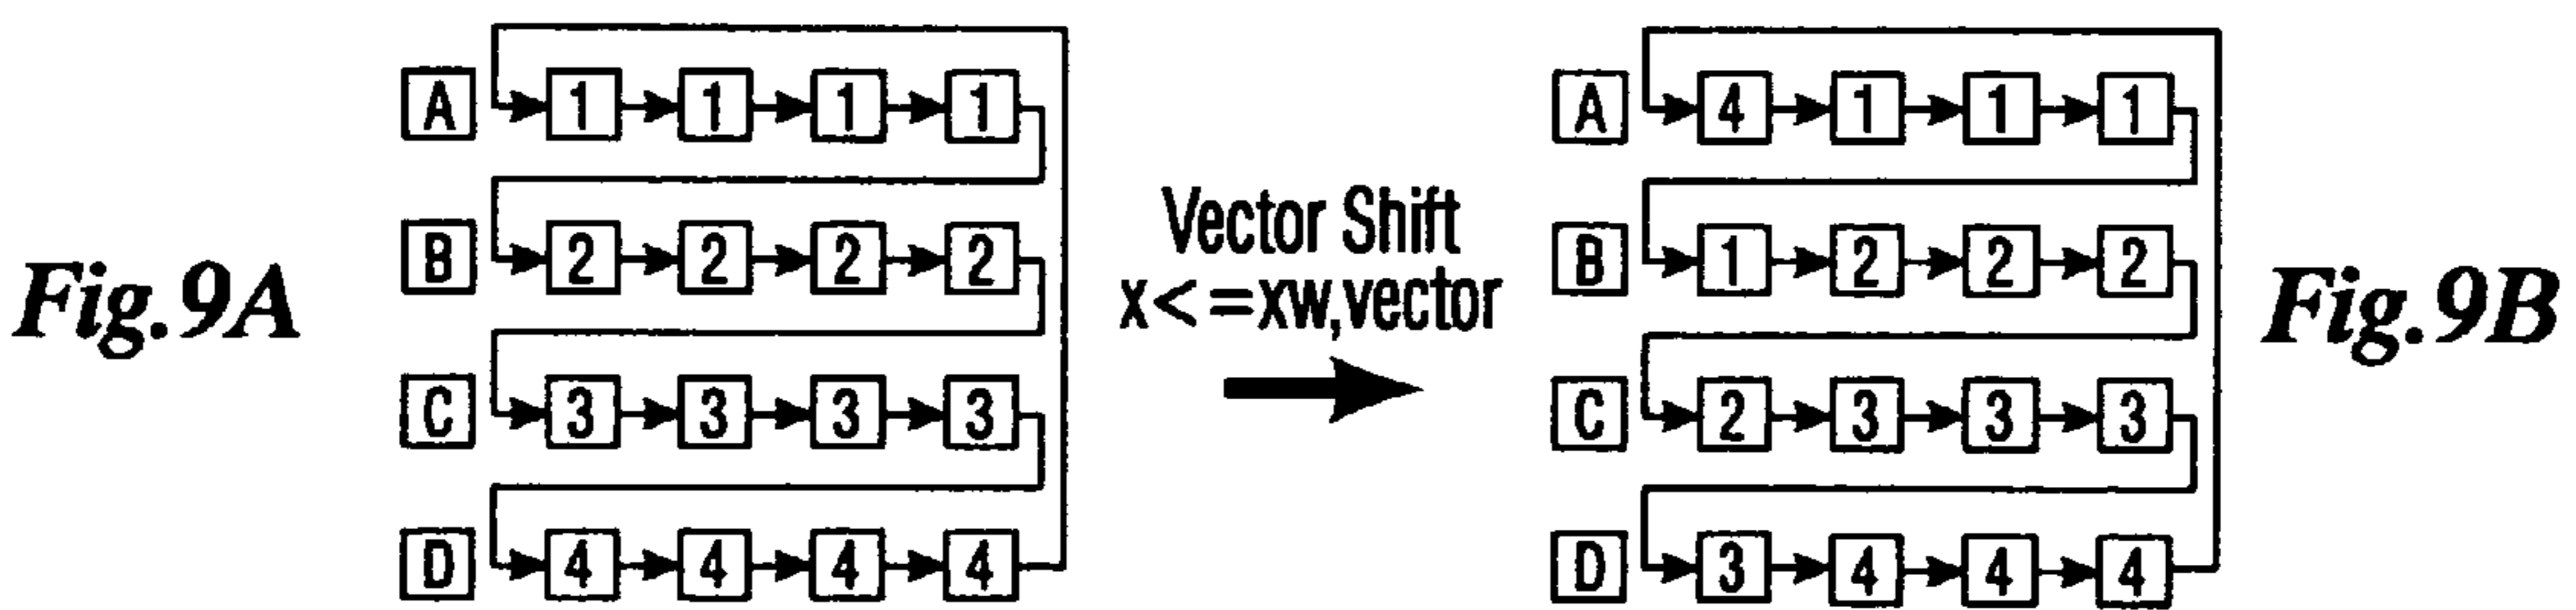 Fig.9A
A 1 1 1 1
B 2 2 2 2
C 3 3 3 3
D 4 4 4 4
Vector Shift
x<=xw,vector
A 4 1 1 1
B 1 2 2 2
C 2 3 3 3
D 3 4 4 4
Fig.9B